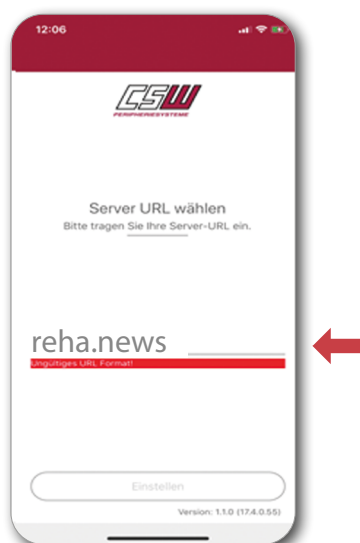 12:06
CSW
PERIPHERIESYSTEME
Server URL wählen
Bitte tragen Sie Ihre Server-URL ein.
reha.news
Ungültiges URL Format!
Einstellen
Version: 1.1.0 (17.4.0.55)